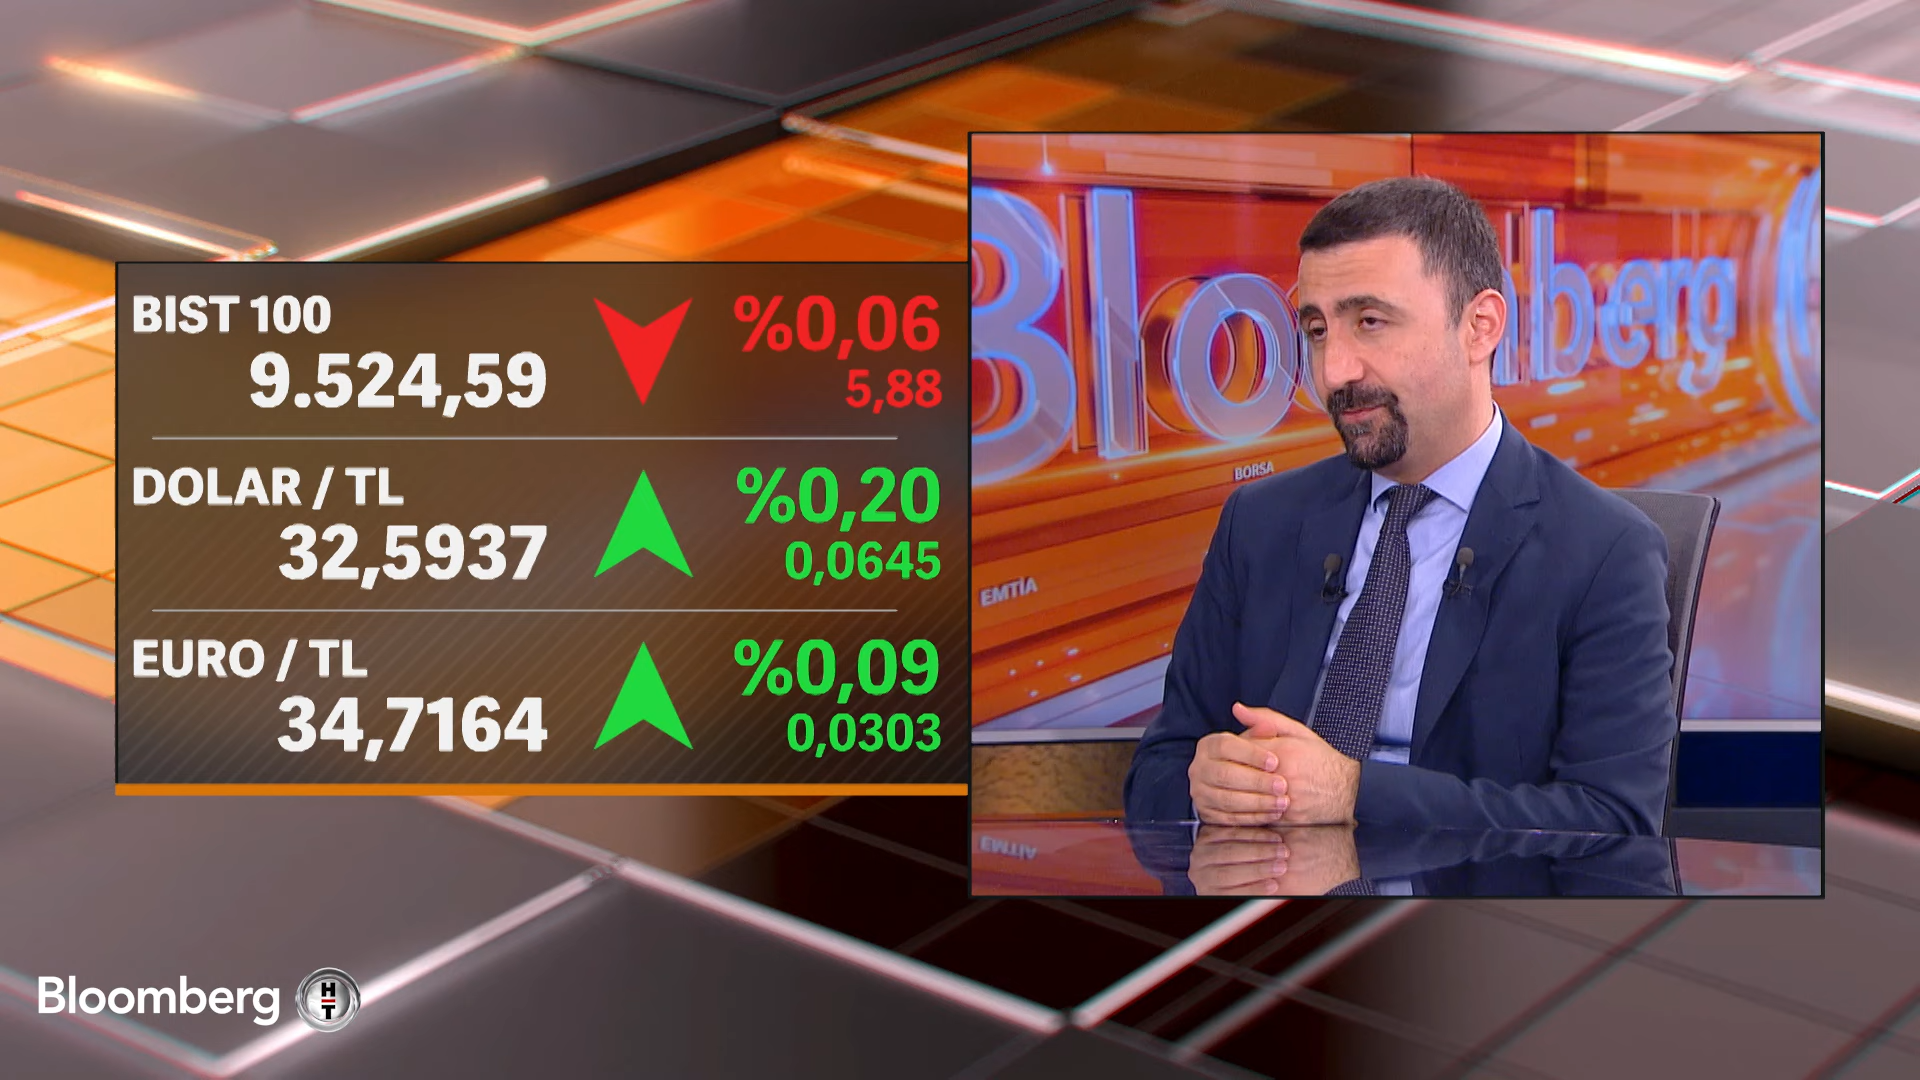 BIST 100
9.524,59
%0,06
5,88
DOLAR / TL
32,5937
%0,20
0,0645
EURO / TL
34,7164
%0,09
0,0303
Bloomberg
BORSA
EMTİA
Bloomberg HT